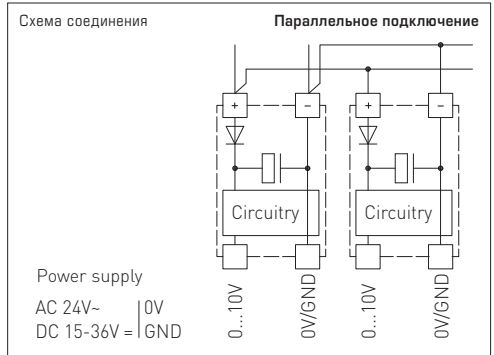 Схема соединения
Параллельное подключение
+ − + −
Circuitry Circuitry
Power supply
AC 24V~ 0V
DC 15-36V = GND
0...10V
0V/GND
0...10V
0V/GND